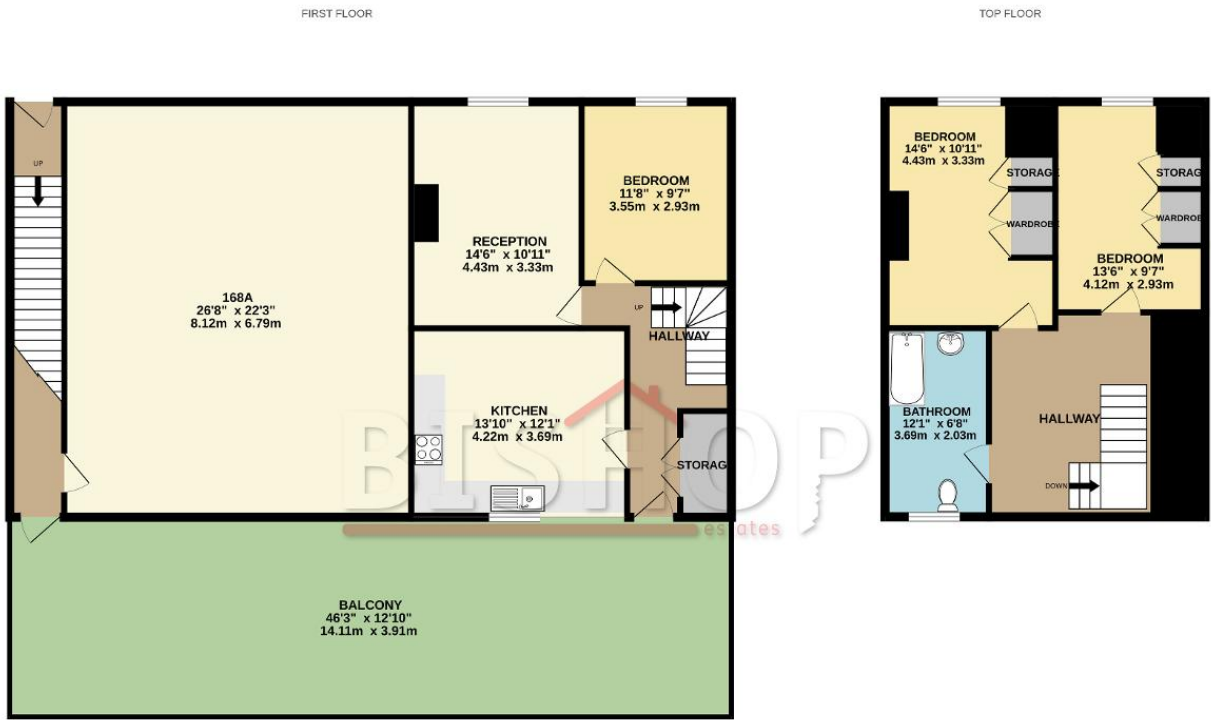 FIRST FLOOR
TOP FLOOR
UP
168A
26'8" x 22'3"
8.12m x 6.79m
RECEPTION
14'6" x 10'11"
4.43m x 3.33m
BEDROOM
11'8" x 9'7"
3.55m x 2.93m
UP
HALLWAY
KITCHEN
13'10" x 12'1"
4.22m x 3.69m
STORAG
BALCONY
46'3" x 12'10"
14.11m x 3.91m
BISHOP
estates
BEDROOM
14'6" x 10'11"
4.43m x 3.33m
STORAGE
WARDROBE
STORAG
WARDROBE
BEDROOM
13'6" x 9'7"
4.12m x 2.93m
BATHROOM
12'1" x 6'8"
3.69m x 2.03m
HALLWAY
DOWN